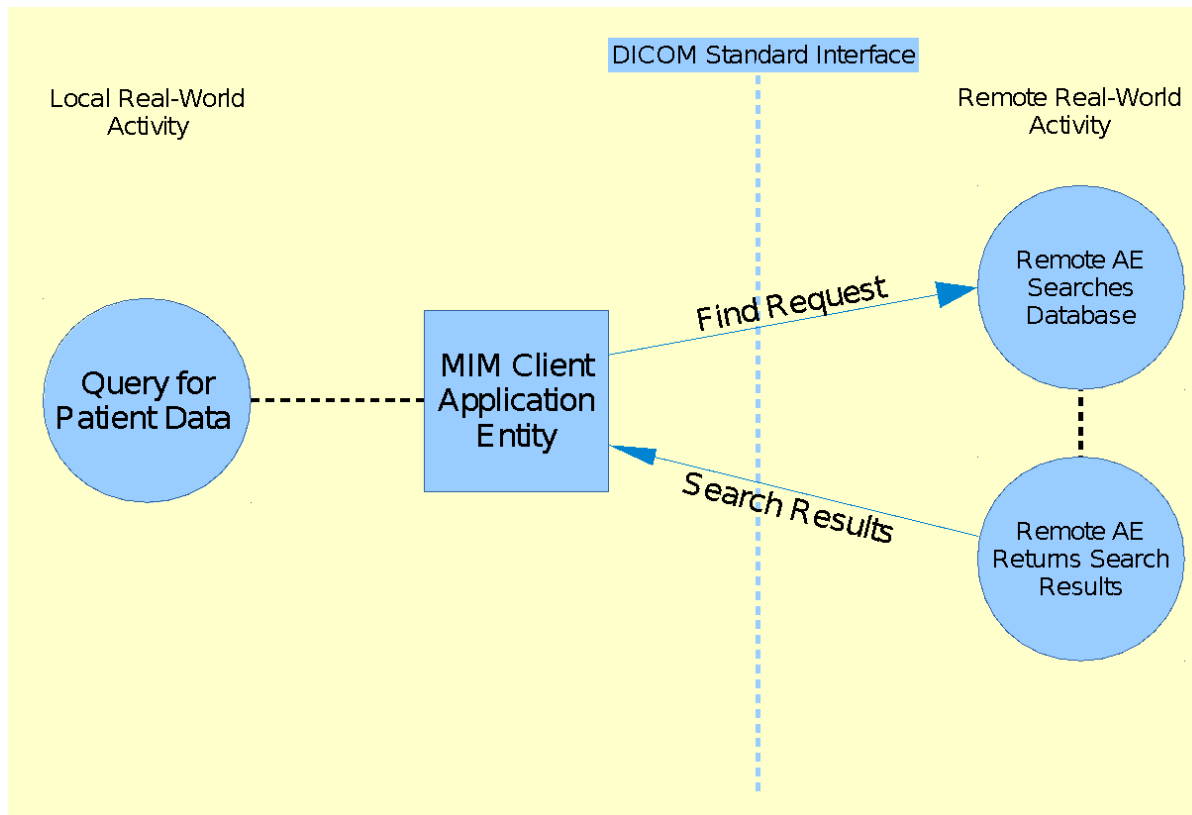 DICOM Standard Interface
Local Real-World
Activity
Remote Real-World
Activity
Query for
Patient Data
MIM Client
Application
Entity
Find Request
Search Results
Remote AE
Searches
Database
Remote AE
Returns Search
Results